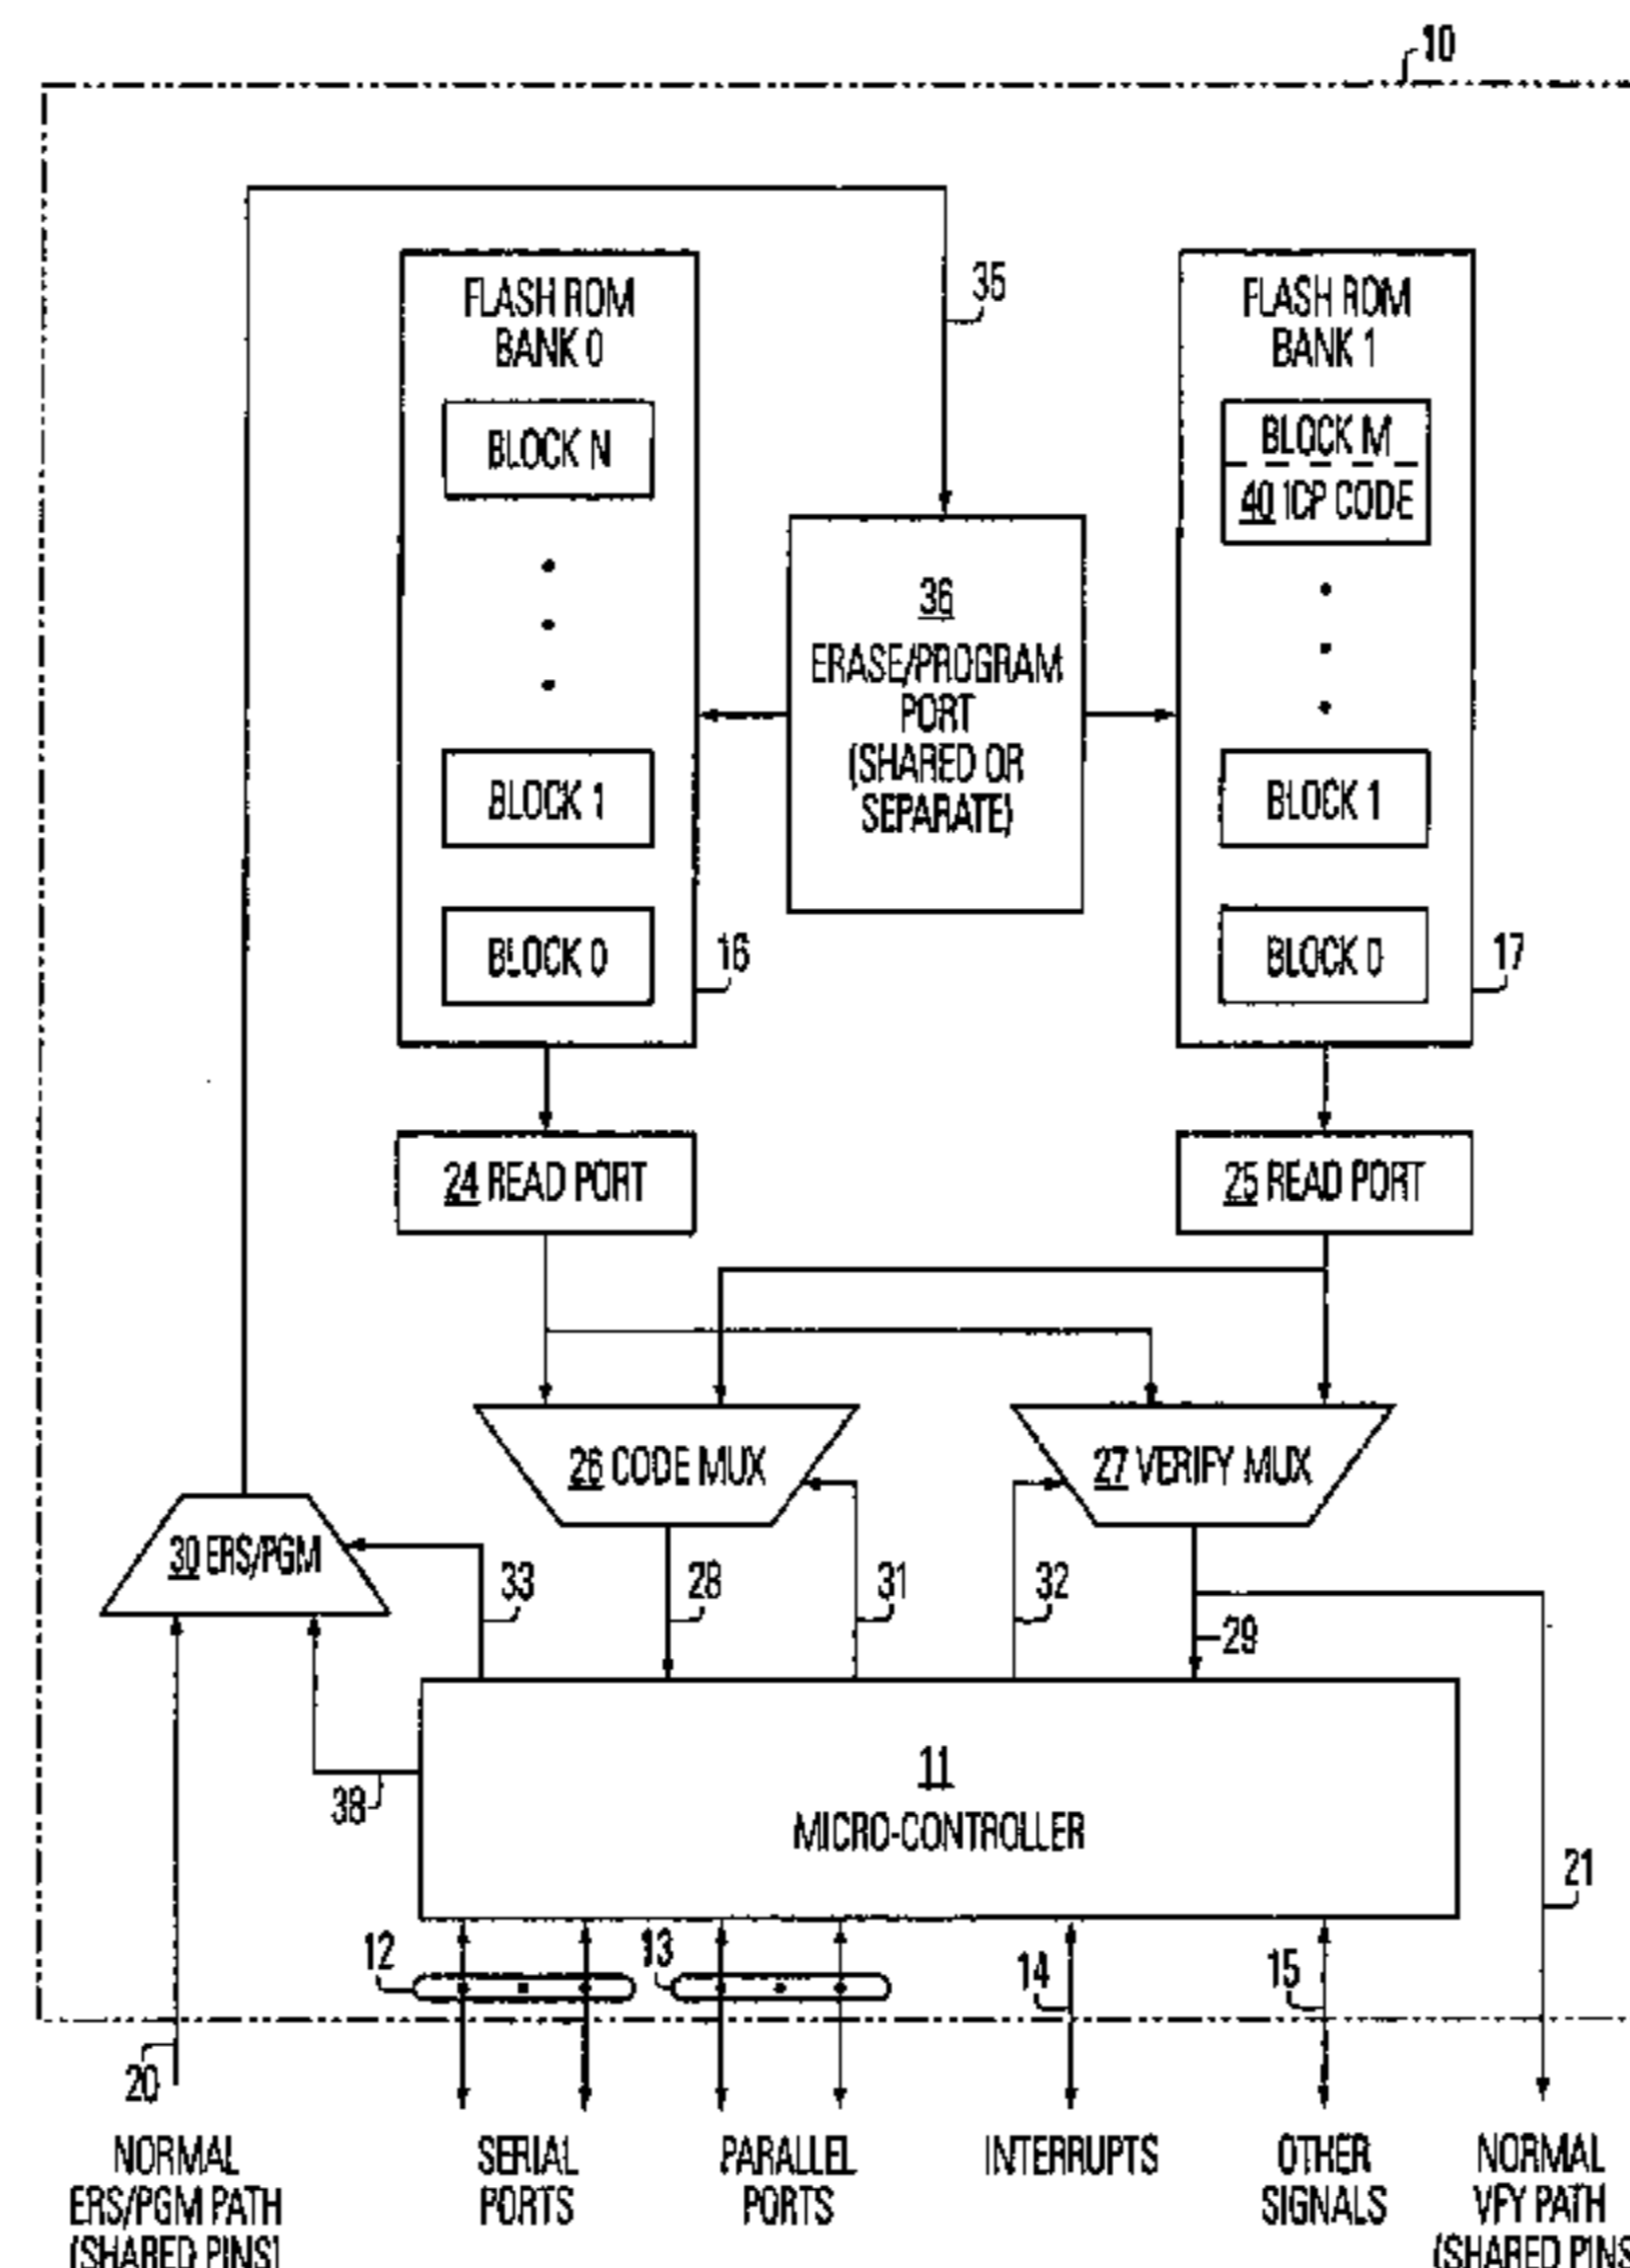 10
FLASH ROM
BANK 0
BLOCK N
BLOCK 1
BLOCK 0
16
35
36
ERASE/PROGRAM
PORT
(SHARED OR
SEPARATE)
FLASH ROM
BANK 1
BLOCK M
40 ICP CODE
BLOCK 1
BLOCK 0
17
24 READ PORT
25 READ PORT
26 CODE MUX
27 VERIFY MUX
30 ERS/PGM
33
28
31
32
29
38
11
MICRO-CONTROLLER
21
12
13
14
15
20
NORMAL
ERS/PGM PATH
(SHARED PINS)
SERIAL
PORTS
PARALLEL
PORTS
INTERRUPTS
OTHER
SIGNALS
NORMAL
VFY PATH
(SHARED PINS